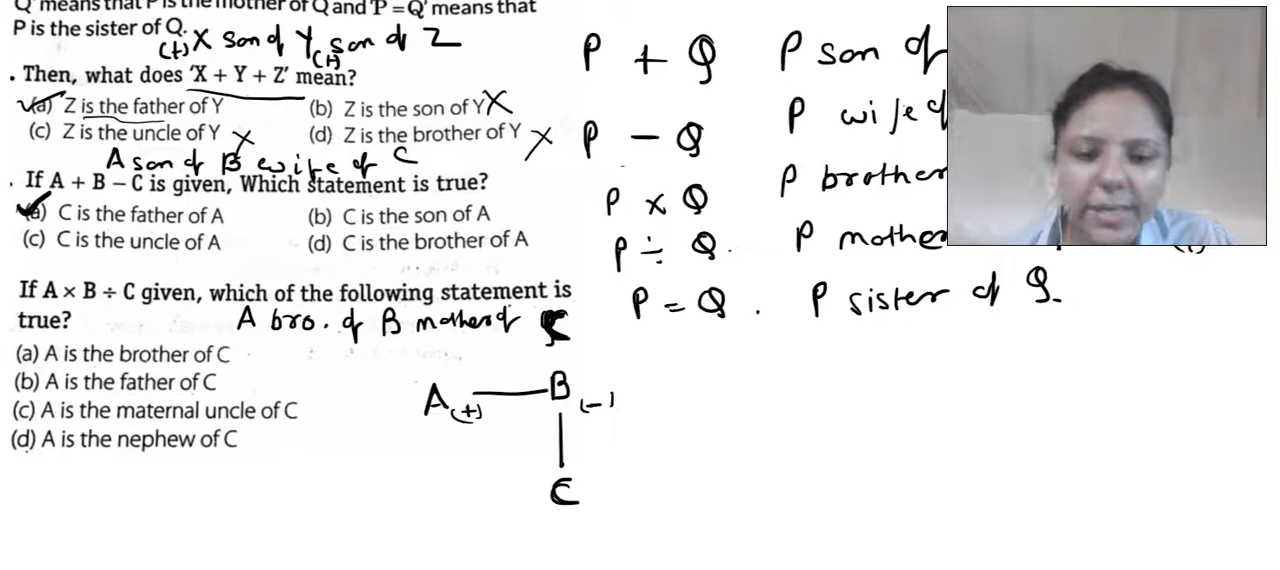 Q' means that P is the mother of Q and 'P = Q' means that
P is the sister of Q.
(+) X son of Y (+) son of Z
. Then, what does 'X + Y + Z' mean?
(a) Z is the father of Y (b) Z is the son of Y X
(c) Z is the uncle of Y X (d) Z is the brother of Y X
A son of B wife of C
. If A + B − C is given, Which statement is true?
(a) C is the father of A (b) C is the son of A
(c) C is the uncle of A (d) C is the brother of A
If A × B ÷ C given, which of the following statement is
true? A bro. of B mother of
(a) A is the brother of C
(b) A is the father of C
(c) A is the maternal uncle of C
(d) A is the nephew of C
A (+) B (−)
C
P + Q P son of
P − Q P wife of
P × Q P brother
P ÷ Q. P mother
P = Q . P sister of Q.